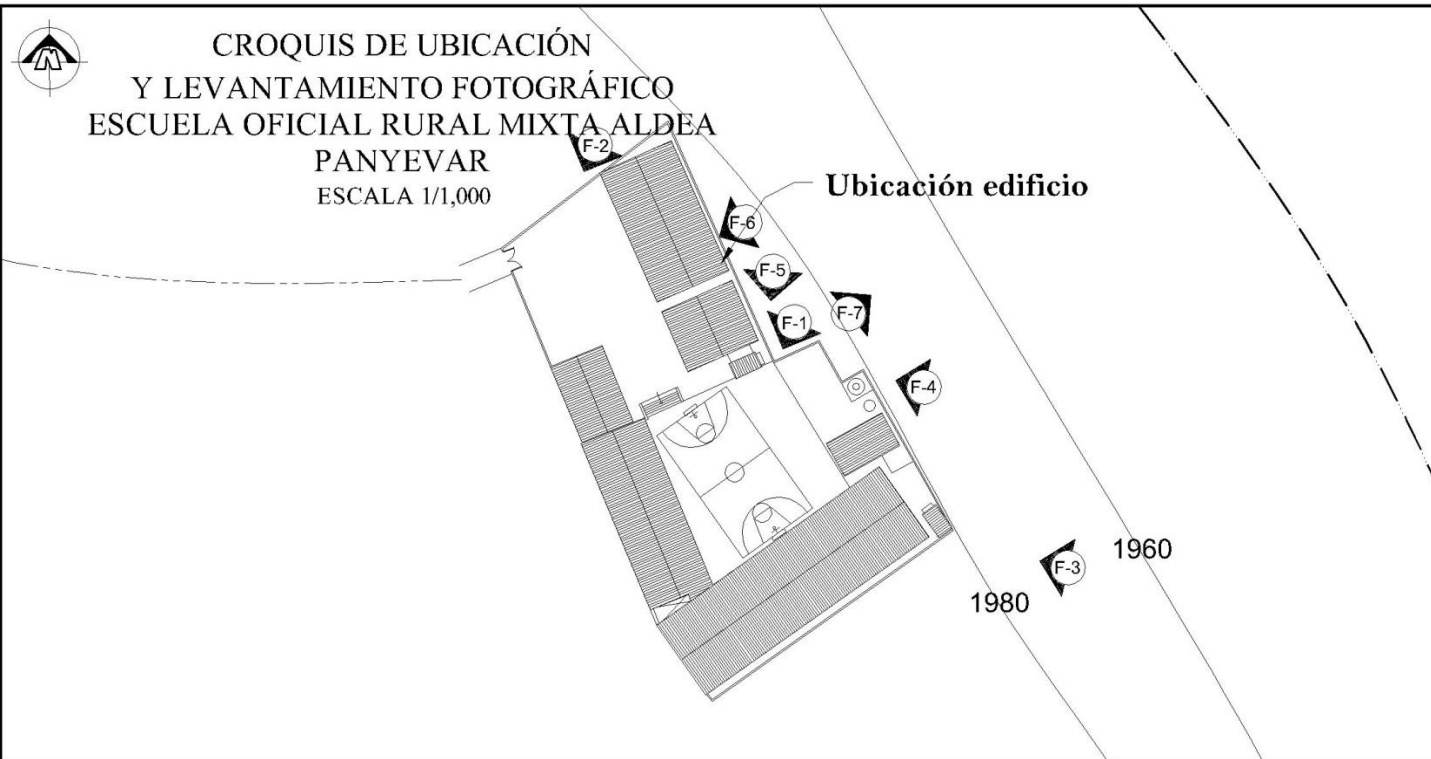 N
CROQUIS DE UBICACIÓN
Y LEVANTAMIENTO FOTOGRÁFICO
ESCUELA OFICIAL RURAL MIXTA ALDEA
PANYEVAR
ESCALA 1/1,000
F-2
Ubicación edificio
F-6
F-5
F-1
F-7
F-4
F-3
1960
1980